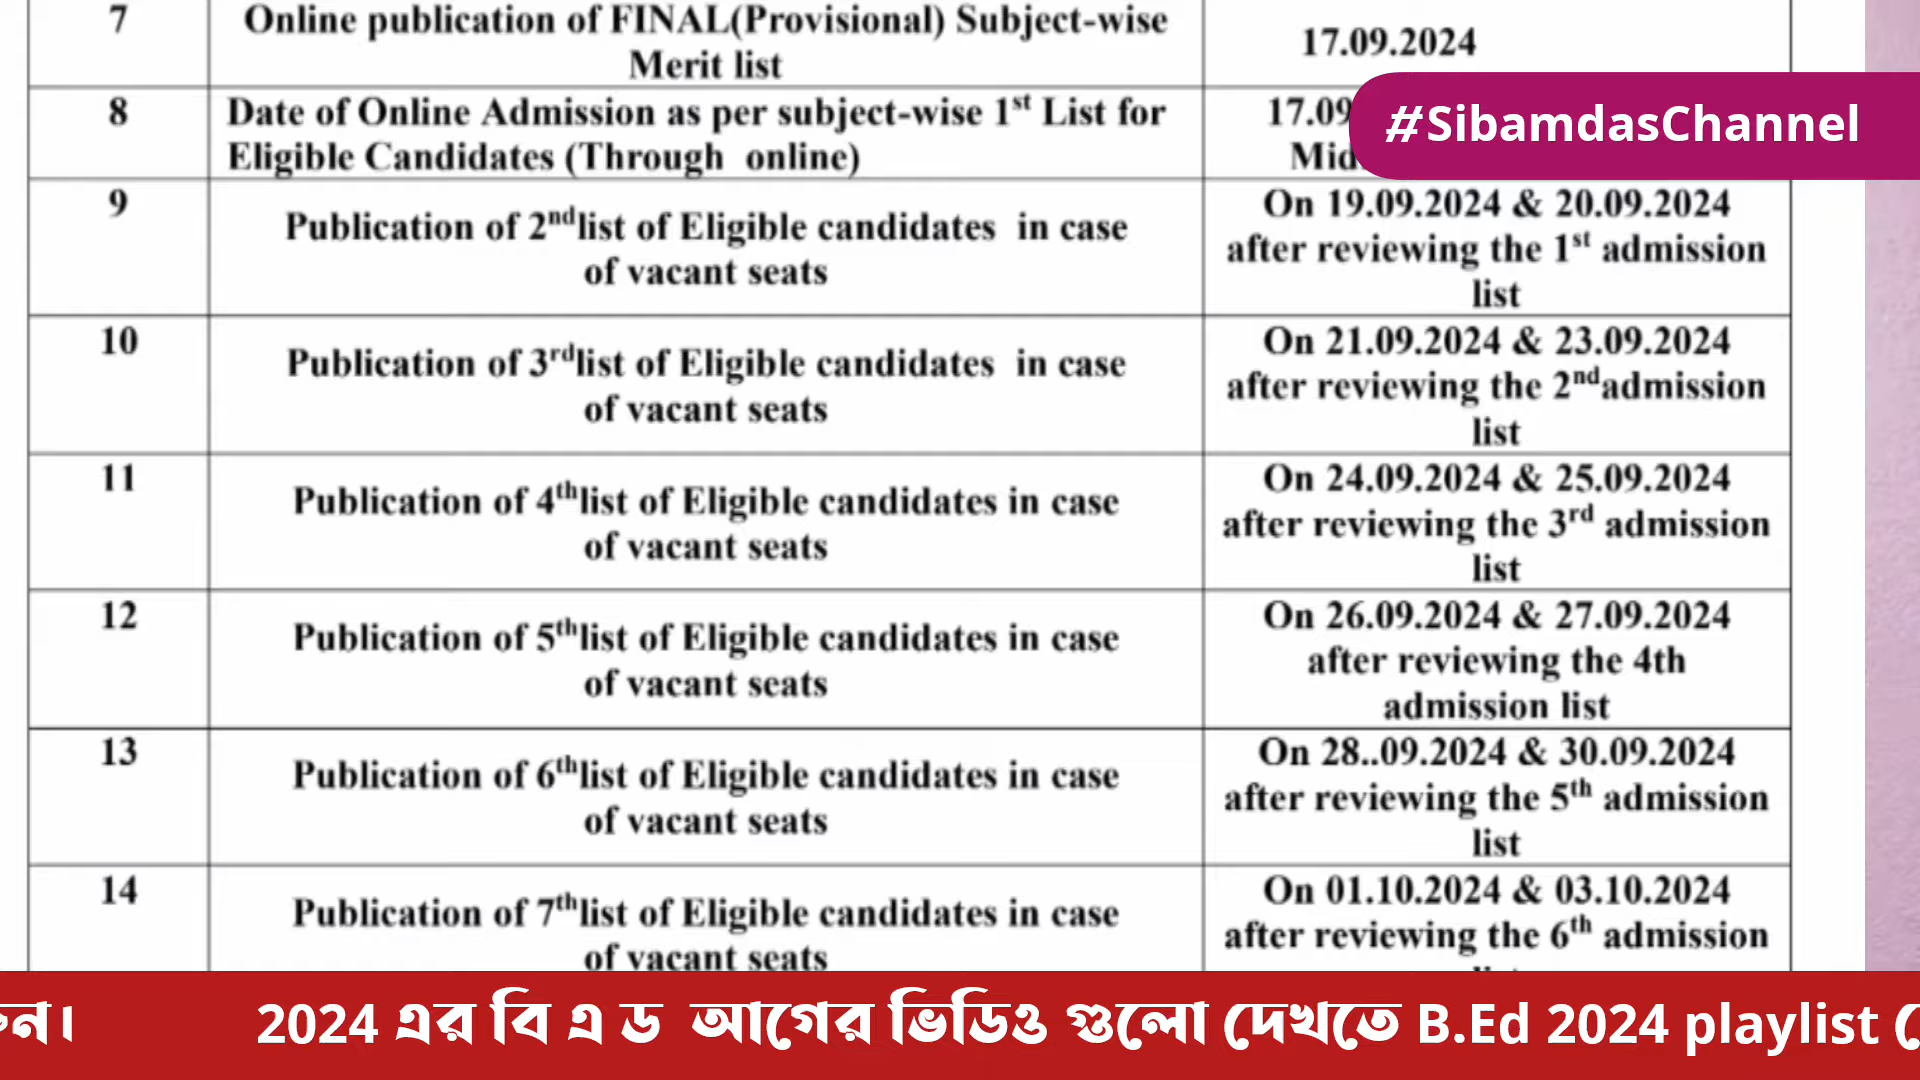 7
Online publication of FINAL(Provisional) Subject-wise
Merit list
17.09.2024
8
Date of Online Admission as per subject-wise 1st List for
Eligible Candidates (Through online)
17.09
#SibamdasChannel
9
Publication of 2ndlist of Eligible candidates in case
of vacant seats
On 19.09.2024 & 20.09.2024
after reviewing the 1st admission
list
10
Publication of 3rdlist of Eligible candidates in case
of vacant seats
On 21.09.2024 & 23.09.2024
after reviewing the 2ndadmission
list
11
Publication of 4thlist of Eligible candidates in case
of vacant seats
On 24.09.2024 & 25.09.2024
after reviewing the 3rd admission
list
12
Publication of 5thlist of Eligible candidates in case
of vacant seats
On 26.09.2024 & 27.09.2024
after reviewing the 4th
admission list
13
Publication of 6thlist of Eligible candidates in case
of vacant seats
On 28..09.2024 & 30.09.2024
after reviewing the 5th admission
list
14
Publication of 7thlist of Eligible candidates in case
of vacant seats
On 01.10.2024 & 03.10.2024
after reviewing the 6th admission
2024 এর বি এ ড আগের ভিডিও গুলো দেখতে B.Ed 2024 playlist